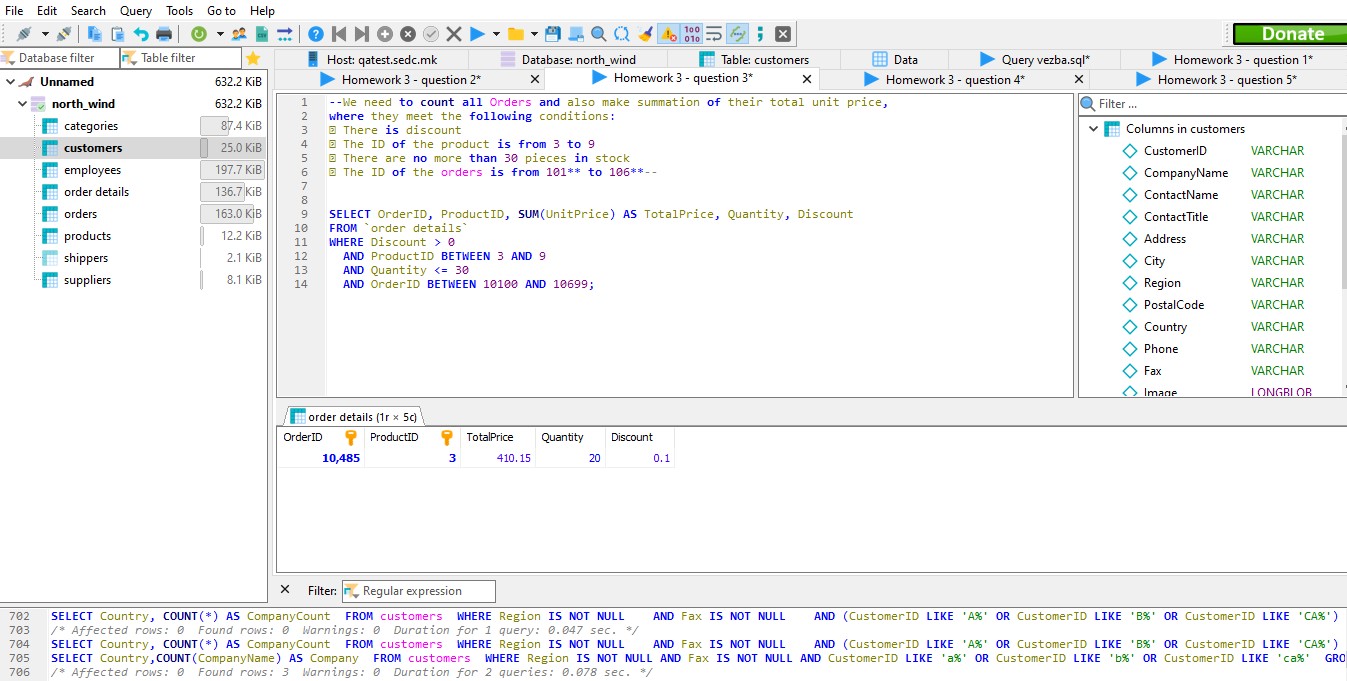 File Edit Search Query Tools Go to Help
Donate
Database filter Table filter
Host: qatest.sedc.mk Database: north_wind Table: customers Data Query vezba.sql* Homework 3 - question 1*
Homework 3 - question 2* Homework 3 - question 3* Homework 3 - question 4* Homework 3 - question 5*
Unnamed 632.2 KiB
north_wind 632.2 KiB
categories 87.4 KiB
customers 25.0 KiB
employees 197.7 KiB
order details 136.7 KiB
orders 163.0 KiB
products 12.2 KiB
shippers 2.1 KiB
suppliers 8.1 KiB
1 --We need to count all Orders and also make summation of their total unit price,
2 where they meet the following conditions:
3 There is discount
4 The ID of the product is from 3 to 9
5 There are no more than 30 pieces in stock
6 The ID of the orders is from 101** to 106**--
7
8
9 SELECT OrderID, ProductID, SUM(UnitPrice) AS TotalPrice, Quantity, Discount
10 FROM `order details`
11 WHERE Discount > 0
12 AND ProductID BETWEEN 3 AND 9
13 AND Quantity <= 30
14 AND OrderID BETWEEN 10100 AND 10699;
Filter ...
Columns in customers
CustomerID VARCHAR
CompanyName VARCHAR
ContactName VARCHAR
ContactTitle VARCHAR
Address VARCHAR
City VARCHAR
Region VARCHAR
PostalCode VARCHAR
Country VARCHAR
Phone VARCHAR
Fax VARCHAR
Image LONGBLOB
order details (1r × 5c)
OrderID ProductID TotalPrice Quantity Discount
10,485 3 410.15 20 0.1
Filter: Regular expression
702 SELECT Country, COUNT(*) AS CompanyCount FROM customers WHERE Region IS NOT NULL AND Fax IS NOT NULL AND (CustomerID LIKE 'A%' OR CustomerID LIKE 'B%' OR CustomerID LIKE 'CA%')
703 /* Affected rows: 0 Found rows: 0 Warnings: 0 Duration for 1 query: 0.047 sec. */
704 SELECT Country, COUNT(*) AS CompanyCount FROM customers WHERE Region IS NOT NULL AND Fax IS NOT NULL AND (CustomerID LIKE 'A%' OR CustomerID LIKE 'B%' OR CustomerID LIKE 'CA%')
705 SELECT Country,COUNT(CompanyName) AS Company FROM customers WHERE Region IS NOT NULL AND Fax IS NOT NULL AND CustomerID LIKE 'a%' OR CustomerID LIKE 'b%' OR CustomerID LIKE 'ca%' GRO
706 /* Affected rows: 0 Found rows: 3 Warnings: 0 Duration for 2 queries: 0.078 sec. */